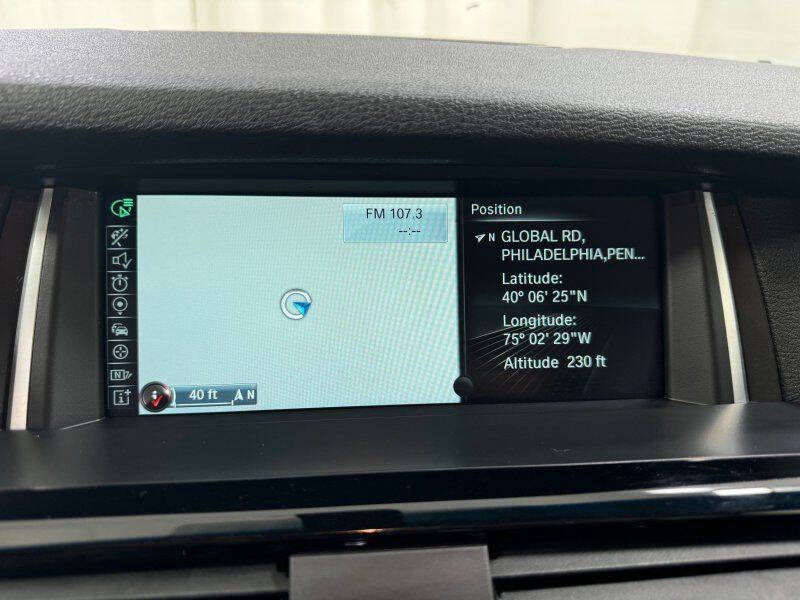 FM 107.3
--:--
Position
N GLOBAL RD,
PHILADELPHIA,PEN...
Latitude:
40° 06' 25"N
Longitude:
75° 02' 29"W
Altitude 230 ft
40 ft N
N
i+